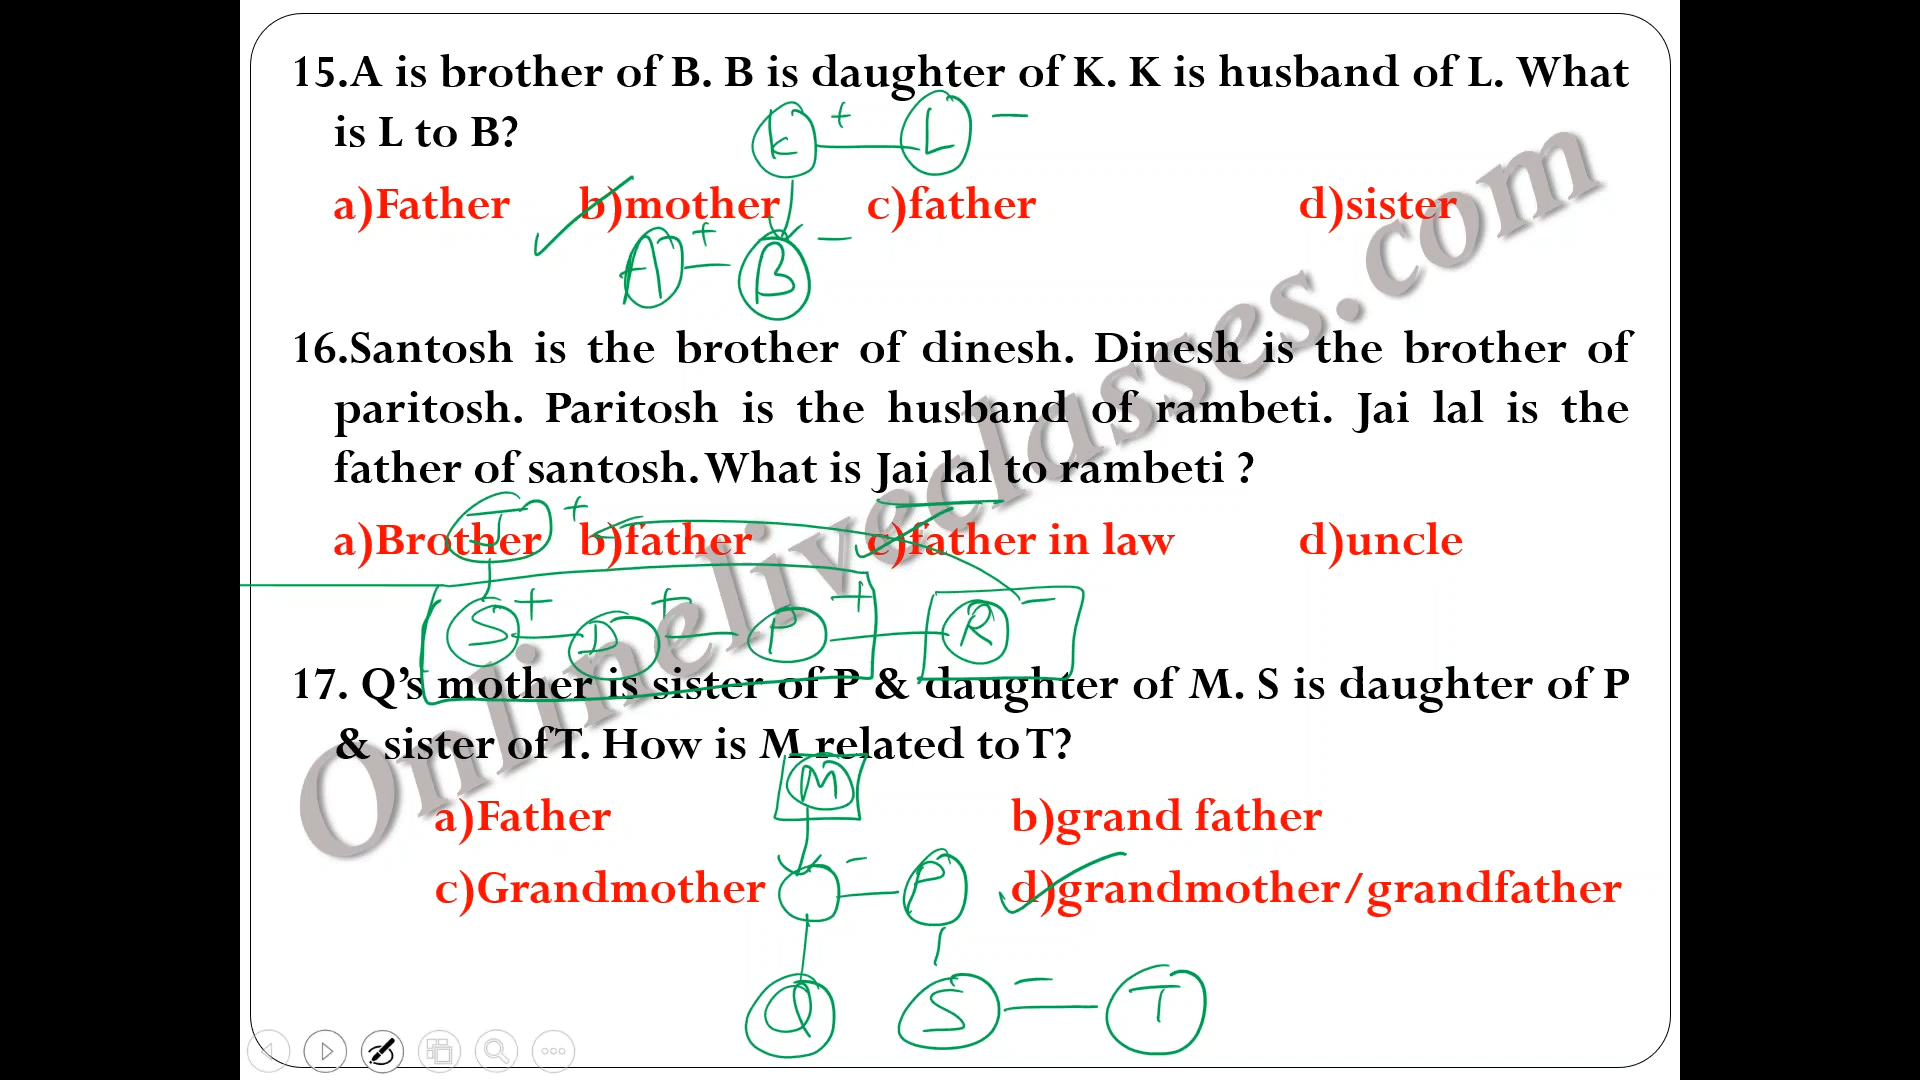 15.A is brother of B. B is daughter of K. K is husband of L. What
is L to B?
K + L -
a)Father b)mother c)father d)sister
A + B -
16.Santosh is the brother of dinesh. Dinesh is the brother of
paritosh. Paritosh is the husband of rambeti. Jai lal is the
father of santosh. What is Jai lal to rambeti ?
J +
a)Brother b)father c)father in law d)uncle
S + D + P + R -
17. Q's mother is sister of P & daughter of M. S is daughter of P
& sister of T. How is M related to T?
M
a)Father b)grand father
- P
c)Grandmother d)grandmother/grandfather
Q S - T
Onlineliveclasses.com